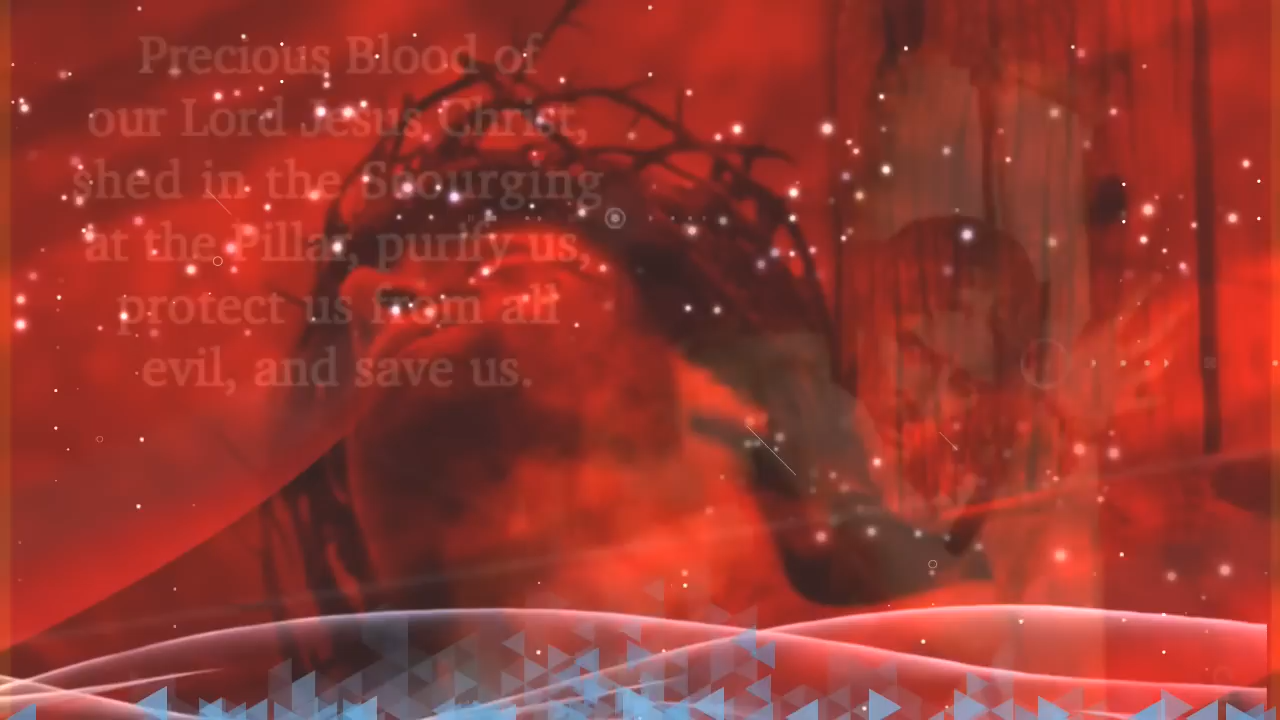 Precious Blood of
our Lord Jesus Christ,
shed in the Scourging
at the Pillar, purify us,
protect us from all
evil, and save us.